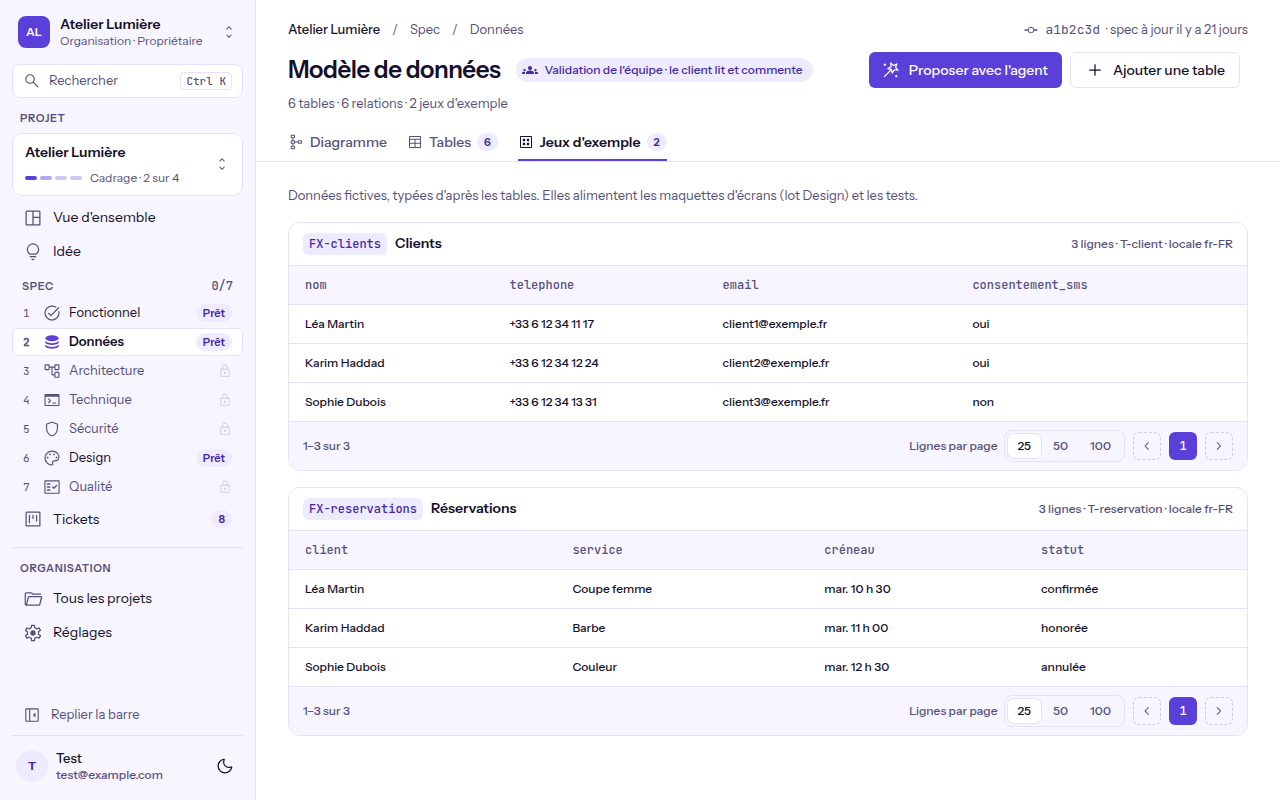 AL
Atelier Lumière
Organisation · Propriétaire
Rechercher
Ctrl K
PROJET
Atelier Lumière
Cadrage · 2 sur 4
Vue d'ensemble
Idée
SPEC 0/7
1 Fonctionnel Prêt
2 Données Prêt
3 Architecture
4 Technique
5 Sécurité
6 Design Prêt
7 Qualité
Tickets 8
ORGANISATION
Tous les projets
Réglages
Replier la barre
T
Test
test@example.com
Atelier Lumière / Spec / Données
a1b2c3d · spec à jour il y a 21 jours
Modèle de données
Validation de l'équipe · le client lit et commente
Proposer avec l'agent
Ajouter une table
6 tables · 6 relations · 2 jeux d'exemple
Diagramme
Tables 6
Jeux d'exemple 2
Données fictives, typées d'après les tables. Elles alimentent les maquettes d'écrans (lot Design) et les tests.
FX-clients Clients
3 lignes · T-client · locale fr-FR
nom telephone email consentement_sms
Léa Martin +33 6 12 34 11 17 client1@exemple.fr oui
Karim Haddad +33 6 12 34 12 24 client2@exemple.fr oui
Sophie Dubois +33 6 12 34 13 31 client3@exemple.fr non
1–3 sur 3
Lignes par page 25 50 100 1
FX-reservations Réservations
3 lignes · T-reservation · locale fr-FR
client service créneau statut
Léa Martin Coupe femme mar. 10 h 30 confirmée
Karim Haddad Barbe mar. 11 h 00 honorée
Sophie Dubois Couleur mar. 12 h 30 annulée
1–3 sur 3
Lignes par page 25 50 100 1